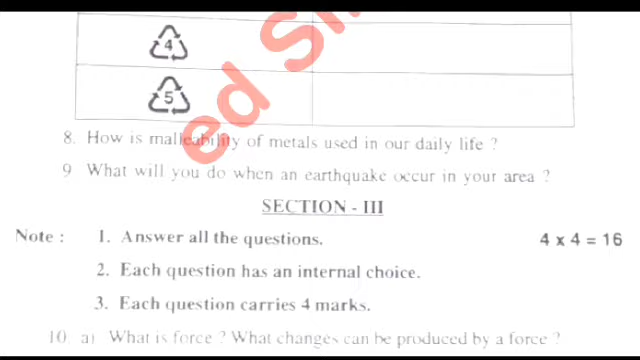 4
5
ed S
8. How is malleability of metals used in our daily life ?
9 What will you do when an earthquake occur in your area ?
SECTION - III
Note : 1. Answer all the questions. 4 x 4 = 16
2. Each question has an internal choice.
3. Each question carries 4 marks.
10. a) What is force ? What changes can be produced by a force ?